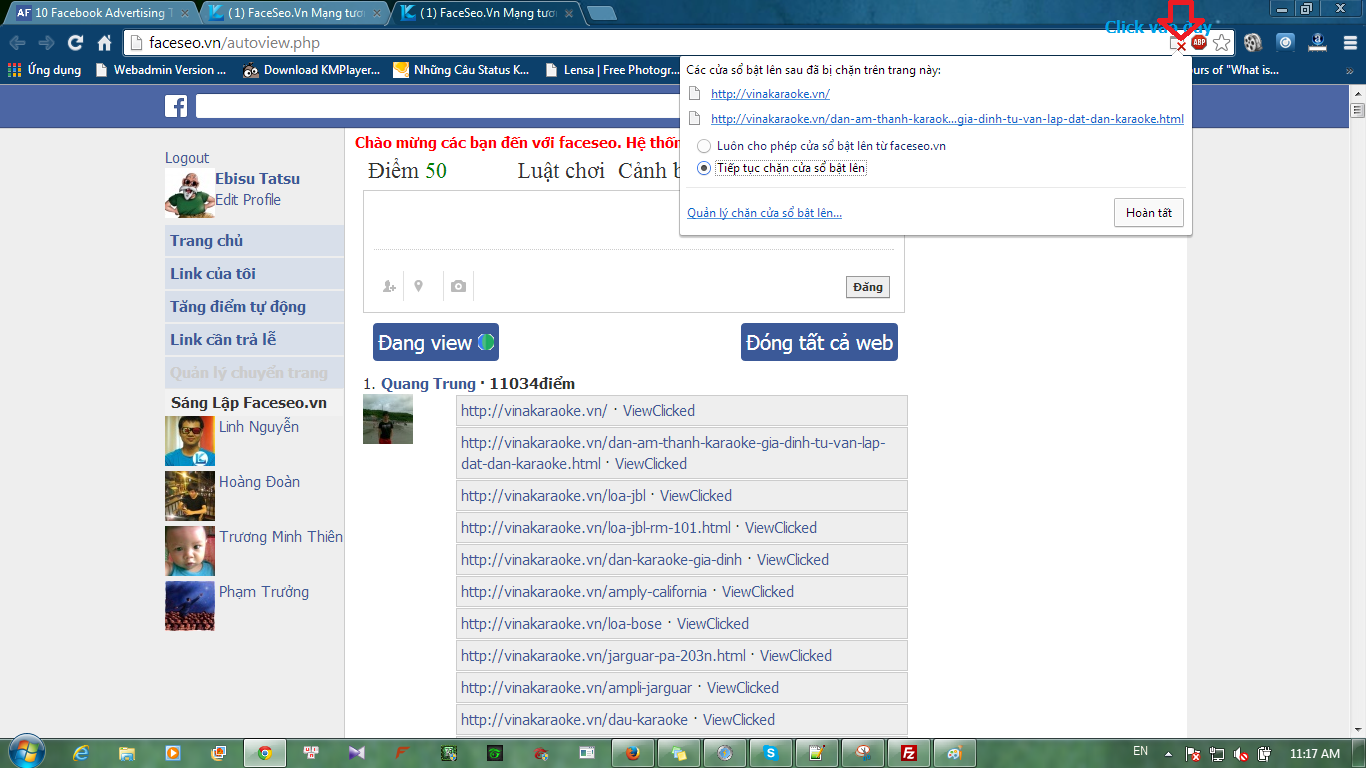 10 Facebook Advertising T
(1) FaceSeo.Vn Mạng tươ
(1) FaceSeo.Vn Mạng tươ
Click vào đây
faceseo.vn/autoview.php
ABP
Ứng dụng
Webadmin Version ...
Download KMPlayer...
Những Câu Status K...
Lensa | Free Photogr...
urs of "What is...
Các cửa sổ bật lên sau đã bị chặn trên trang này:
http://vinakaraoke.vn/
http://vinakaraoke.vn/dan-am-thanh-karaok...gia-dinh-tu-van-lap-dat-dan-karaoke.html
Luôn cho phép cửa sổ bật lên từ faceseo.vn
Tiếp tục chặn cửa sổ bật lên
Quản lý chặn cửa sổ bật lên...
Hoàn tất
Logout
Ebisu Tatsu
Edit Profile
Trang chủ
Link của tôi
Tăng điểm tự động
Link cần trả lễ
Quản lý chuyển trang
Sáng Lập Faceseo.vn
Linh Nguyễn
Hoàng Đoàn
Trương Minh Thiên
Phạm Trưởng
Chào mừng các bạn đến với faceseo. Hệ thốn
Điểm 50 Luật chơi Cảnh b
Đăng
Đang view
Đóng tất cả web
1. Quang Trung · 11034điểm
http://vinakaraoke.vn/ · ViewClicked
http://vinakaraoke.vn/dan-am-thanh-karaoke-gia-dinh-tu-van-lap-
dat-dan-karaoke.html · ViewClicked
http://vinakaraoke.vn/loa-jbl · ViewClicked
http://vinakaraoke.vn/loa-jbl-rm-101.html · ViewClicked
http://vinakaraoke.vn/dan-karaoke-gia-dinh · ViewClicked
http://vinakaraoke.vn/amply-california · ViewClicked
http://vinakaraoke.vn/loa-bose · ViewClicked
http://vinakaraoke.vn/jarguar-pa-203n.html · ViewClicked
http://vinakaraoke.vn/ampli-jarguar · ViewClicked
http://vinakaraoke.vn/dau-karaoke · ViewClicked
EN
11:17 AM